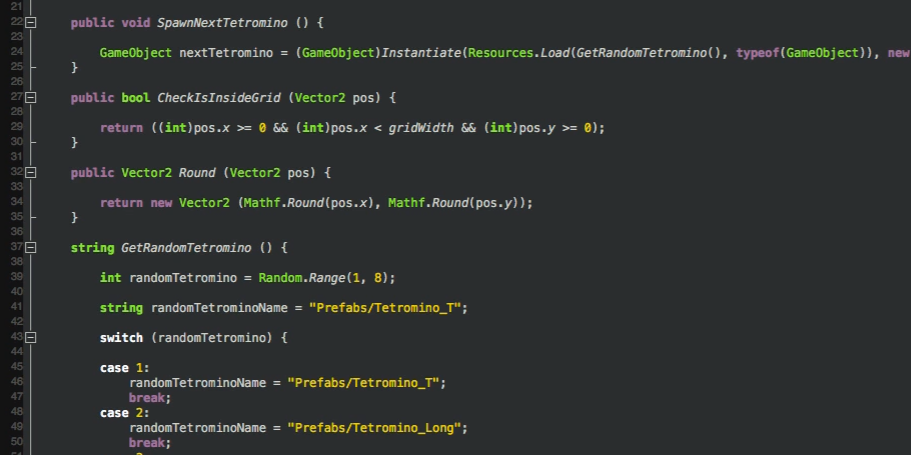 21
22 public void SpawnNextTetromino () {
23
24 GameObject nextTetromino = (GameObject)Instantiate(Resources.Load(GetRandomTetromino(), typeof(GameObject)), new
25 }
26
27 public bool CheckIsInsideGrid (Vector2 pos) {
28
29 return ((int)pos.x >= 0 && (int)pos.x < gridWidth && (int)pos.y >= 0);
30 }
31
32 public Vector2 Round (Vector2 pos) {
33
34 return new Vector2 (Mathf.Round(pos.x), Mathf.Round(pos.y));
35 }
36
37 string GetRandomTetromino () {
38
39 int randomTetromino = Random.Range(1, 8);
40
41 string randomTetrominoName = "Prefabs/Tetromino_T";
42
43 switch (randomTetromino) {
44
45 case 1:
46 randomTetrominoName = "Prefabs/Tetromino_T";
47 break;
48 case 2:
49 randomTetrominoName = "Prefabs/Tetromino_Long";
50 break;